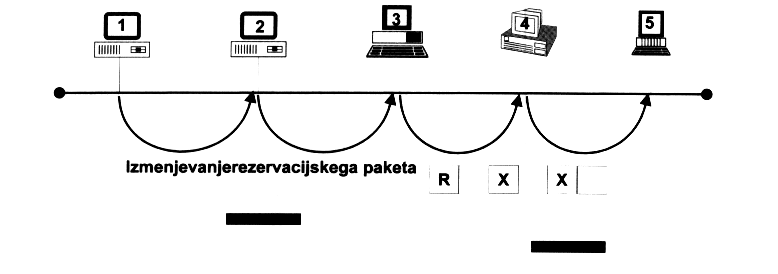 1 2 3 4 5
Izmenjevanjerezervacijskega paketa R X X